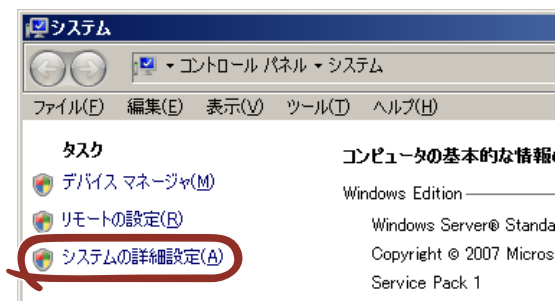 システム
コントロール パネル システム
ファイル(F) 編集(E) 表示(V) ツール(T) ヘルプ(H)
タスク
デバイス マネージャ(M)
リモートの設定(R)
システムの詳細設定(A)
コンピュータの基本的な情報
Windows Edition
Windows Server®
Copyright © 2007
Service Pack 1